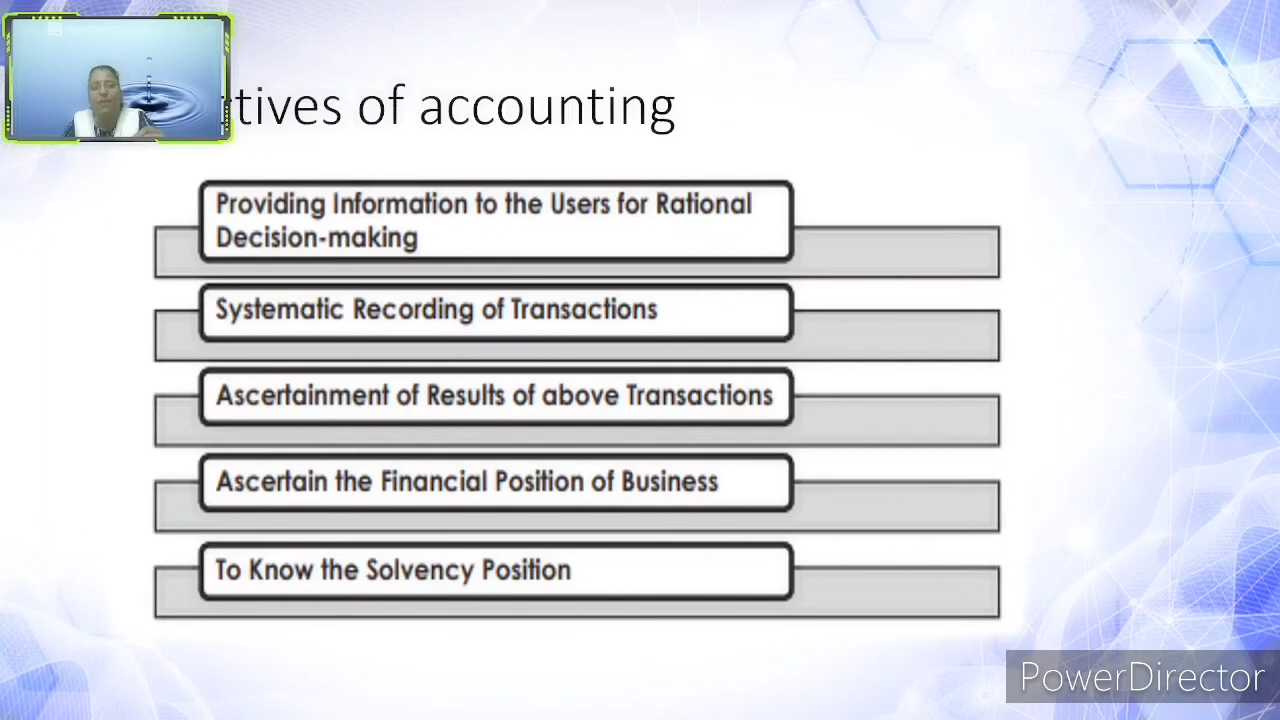 tives of accounting
Providing Information to the Users for Rational
Decision-making
Systematic Recording of Transactions
Ascertainment of Results of above Transactions
Ascertain the Financial Position of Business
To Know the Solvency Position
PowerDirector